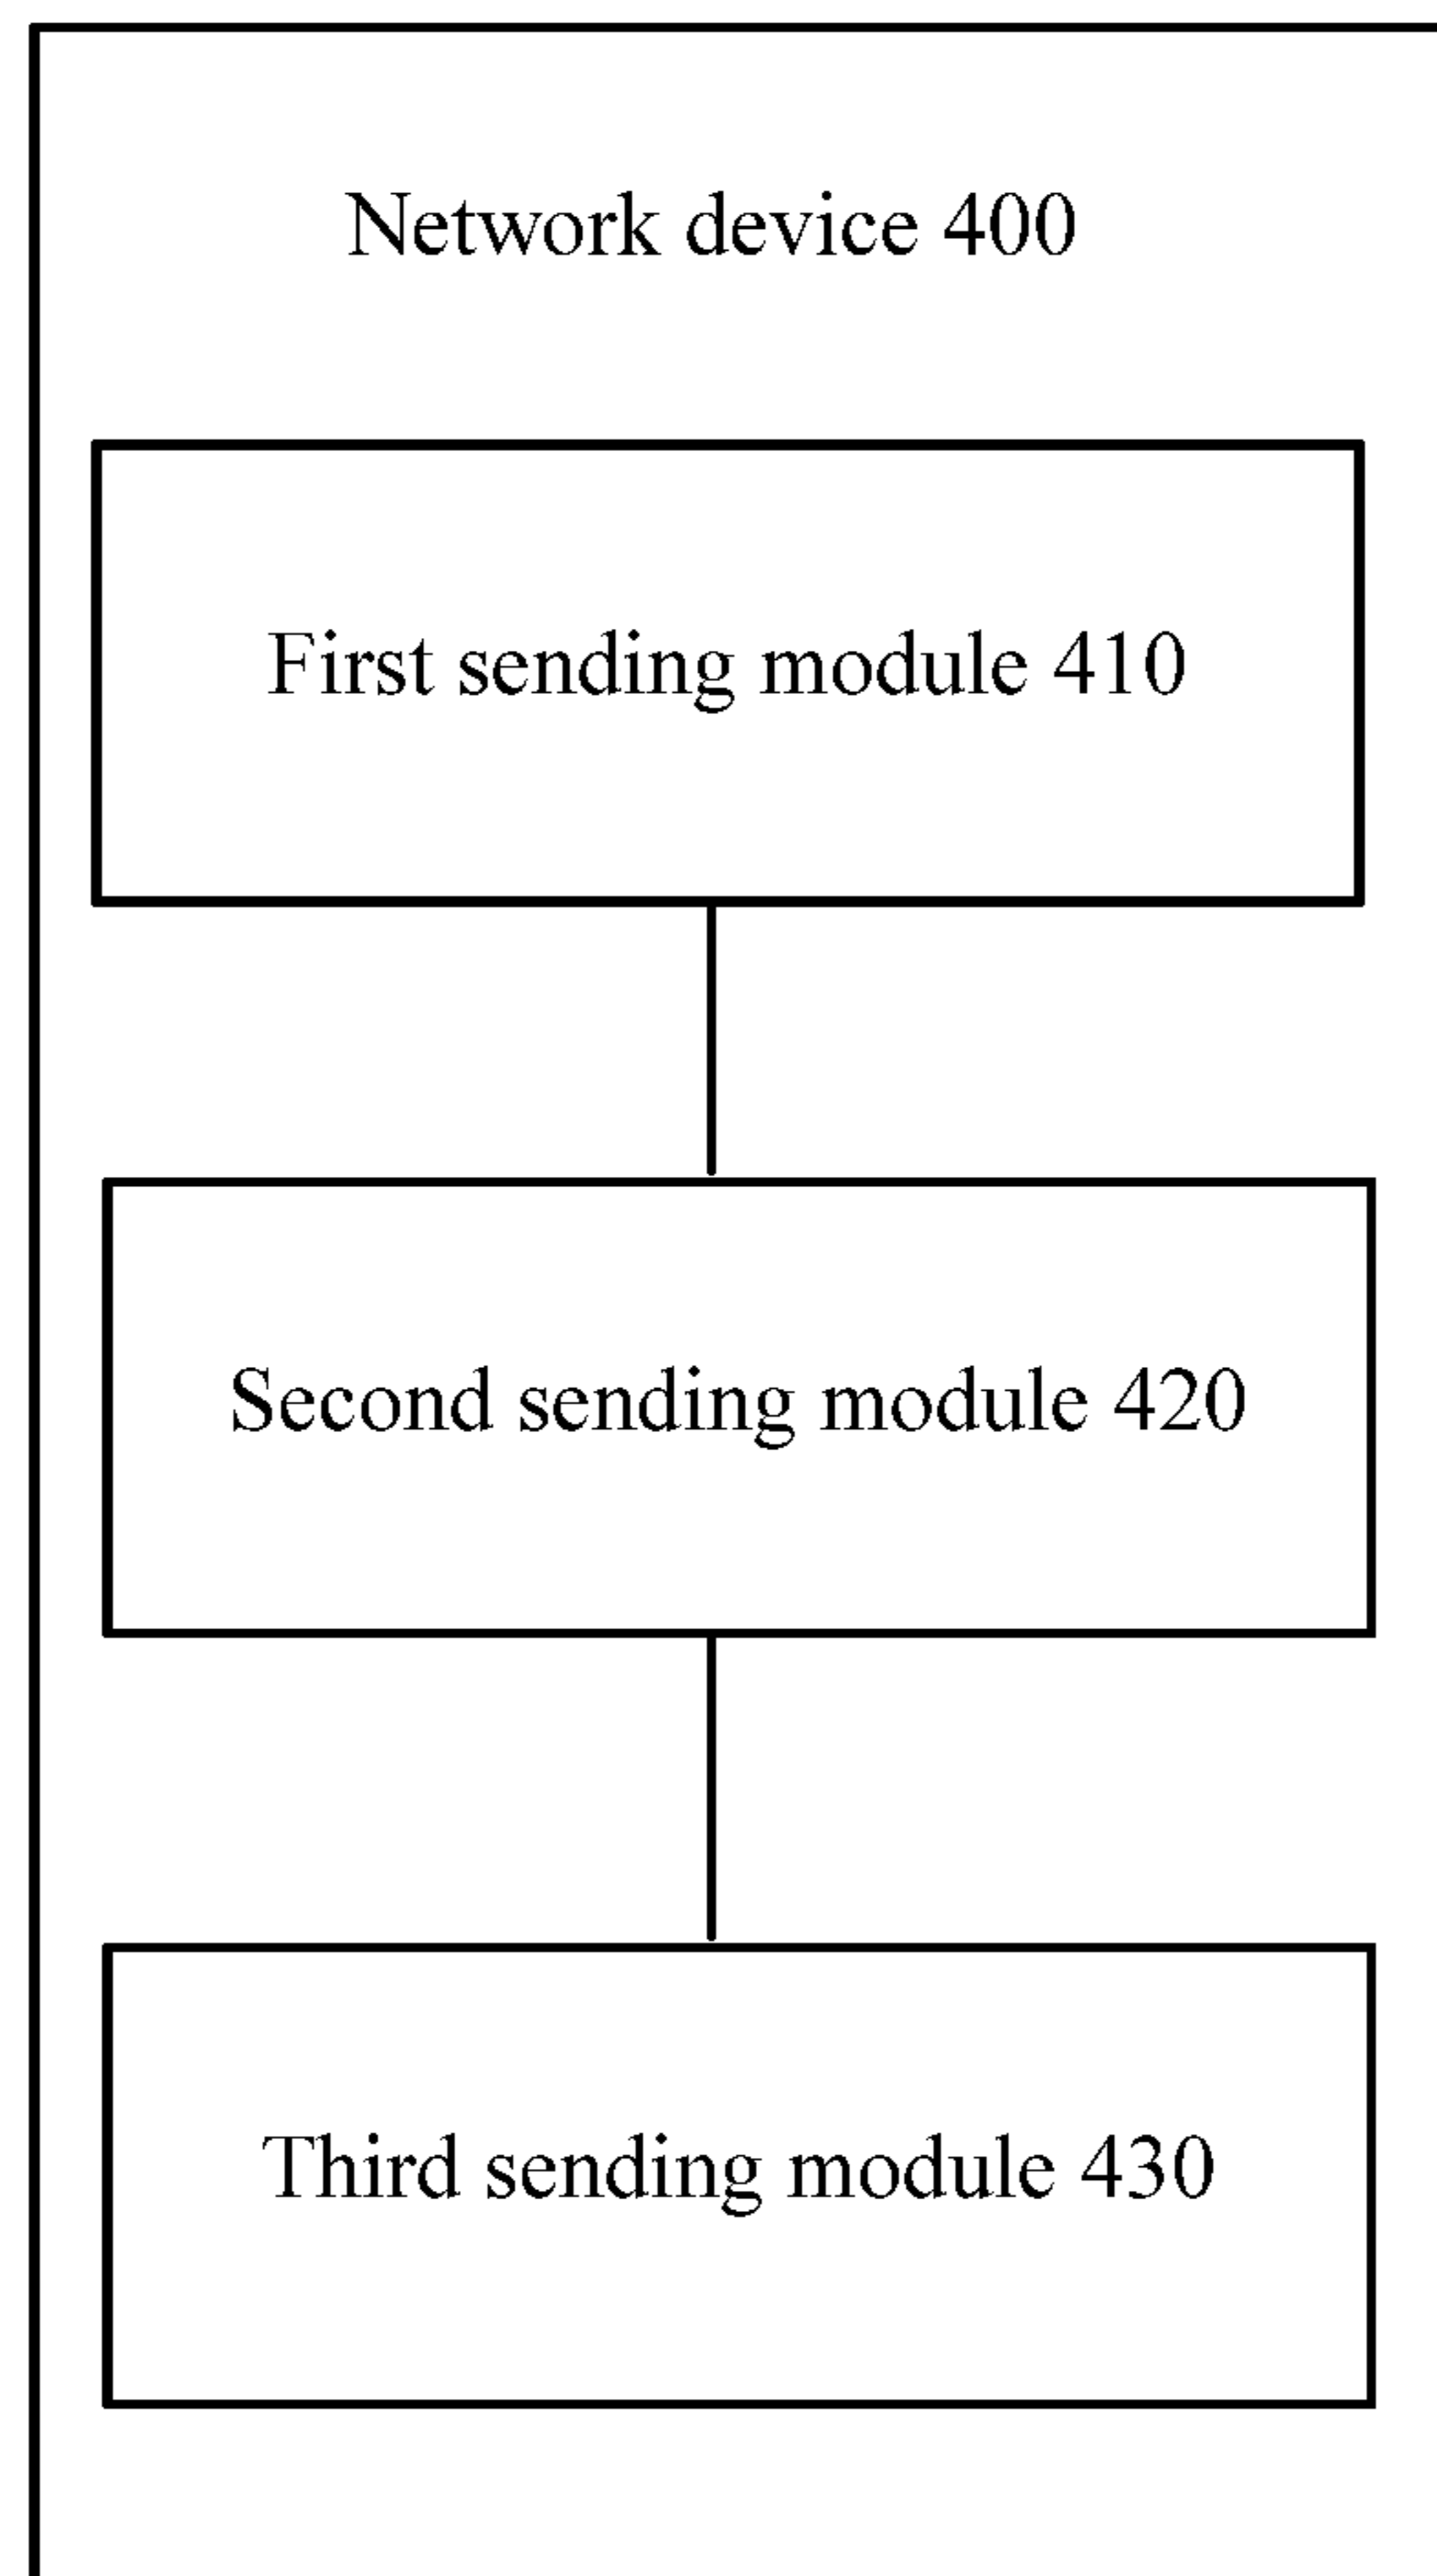 Network device 400
First sending module 410
Second sending module 420
Third sending module 430